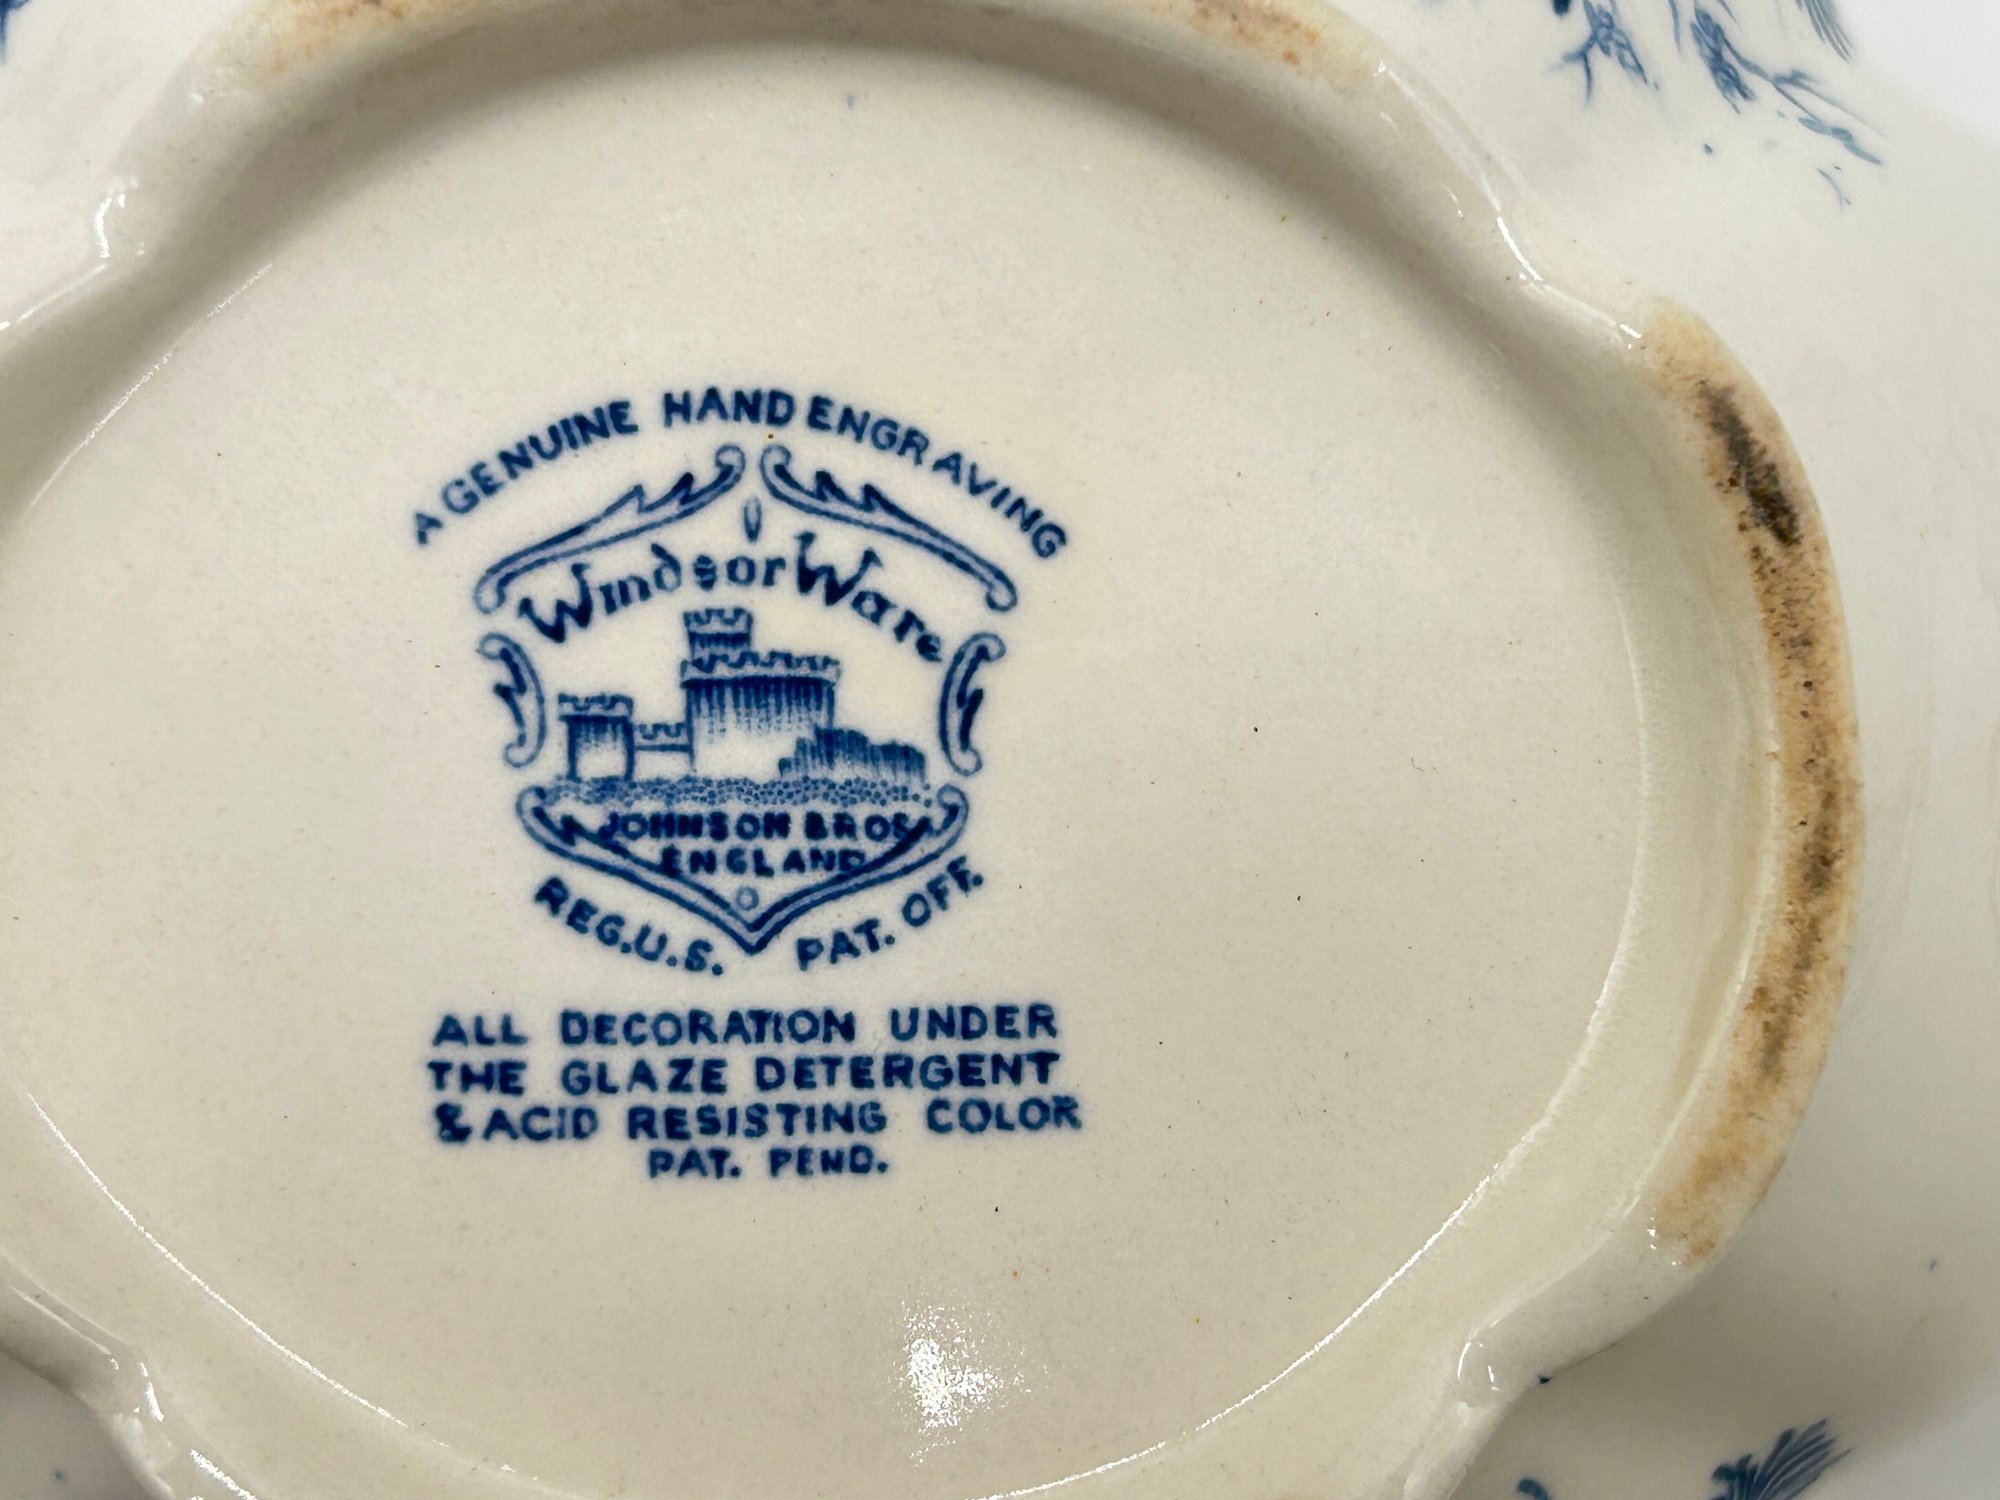 A GENUINE HAND ENGRAVING
Windsor Ware
JOHNSON BROS
ENGLAND
REG. U.S. PAT. OFF.
ALL DECORATION UNDER
THE GLAZE DETERGENT
& ACID RESISTING COLOR
PAT. PEND.